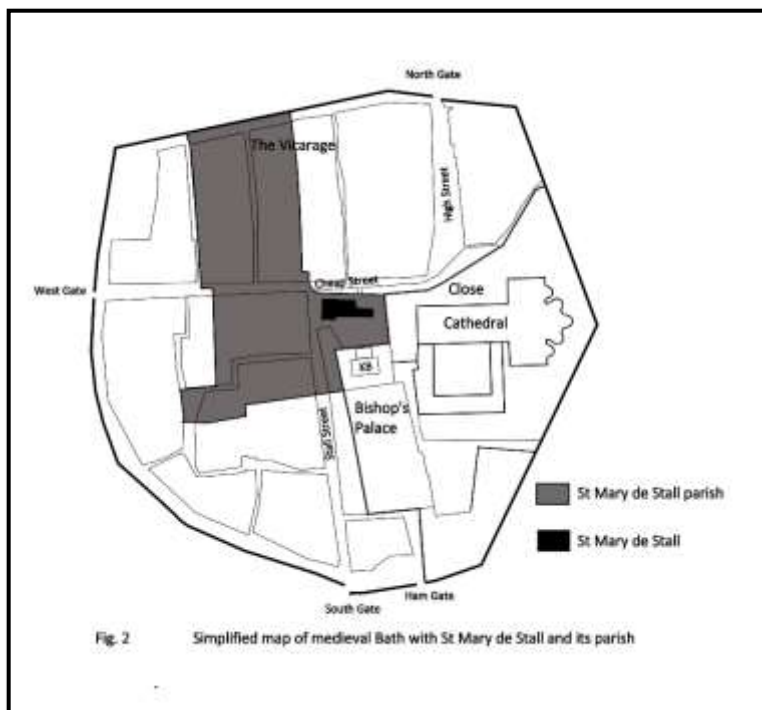 North Gate
The Vicarage
High Street
Cheap Street
West Gate
Close
Cathedral
KB
Bishop's
Palace
Stall Street
St Mary de Stall parish
St Mary de Stall
Ham Gate
South Gate
Fig. 2 Simplified map of medieval Bath with St Mary de Stall and its parish